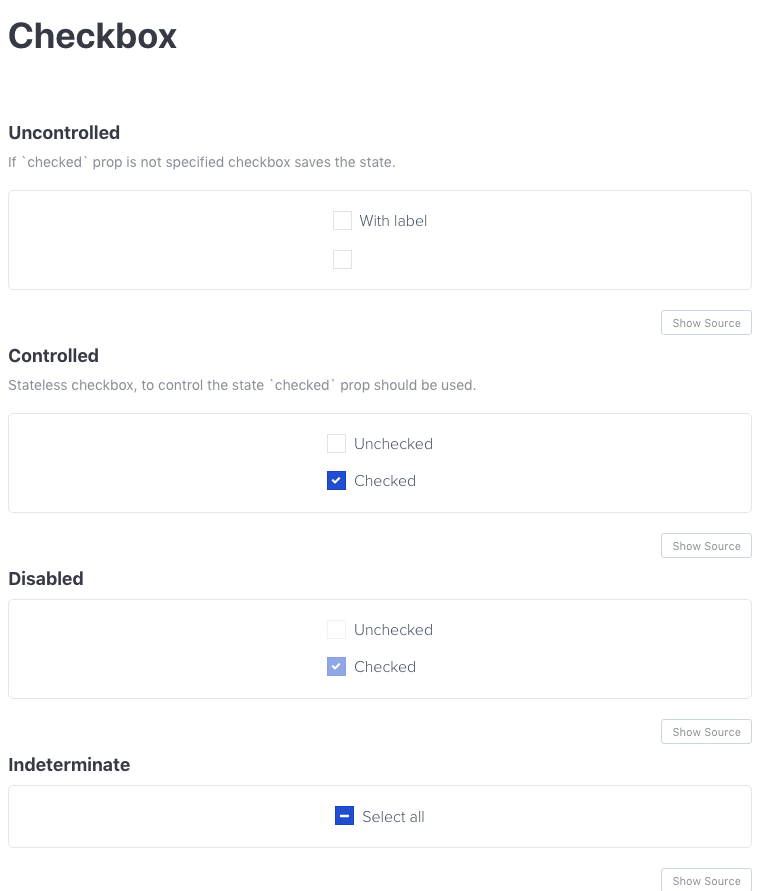 Checkbox
Uncontrolled
If `checked` prop is not specified checkbox saves the state.
With label
Show Source
Controlled
Stateless checkbox, to control the state `checked` prop should be used.
Unchecked
Checked
Show Source
Disabled
Unchecked
Checked
Show Source
Indeterminate
Select all
Show Source